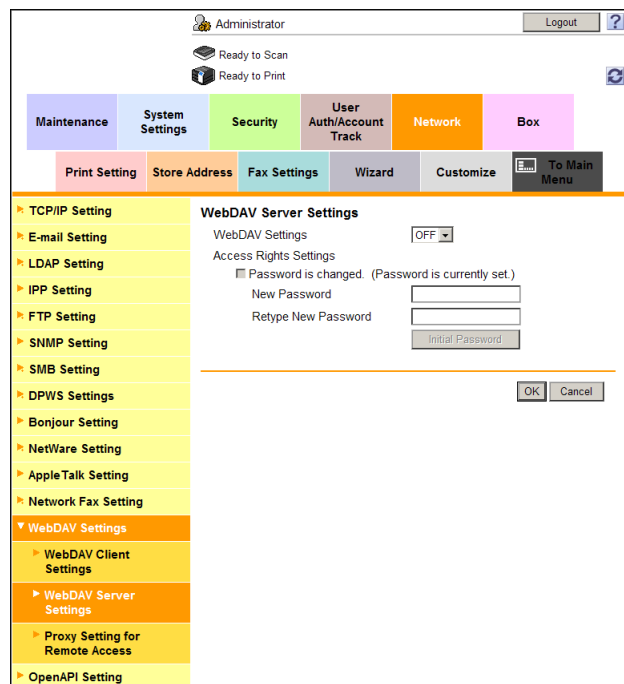 Administrator
Logout
?
Ready to Scan
Ready to Print
Maintenance
System
Settings
Security
User
Auth/Account
Track
Network
Box
Print Setting
Store Address
Fax Settings
Wizard
Customize
To Main
Menu
TCP/IP Setting
E-mail Setting
LDAP Setting
IPP Setting
FTP Setting
SNMP Setting
SMB Setting
DPWS Settings
Bonjour Setting
NetWare Setting
AppleTalk Setting
Network Fax Setting
WebDAV Settings
WebDAV Client
Settings
WebDAV Server
Settings
Proxy Setting for
Remote Access
OpenAPI Setting
WebDAV Server Settings
WebDAV Settings
OFF
Access Rights Settings
Password is changed. (Password is currently set.)
New Password
Retype New Password
Initial Password
OK
Cancel